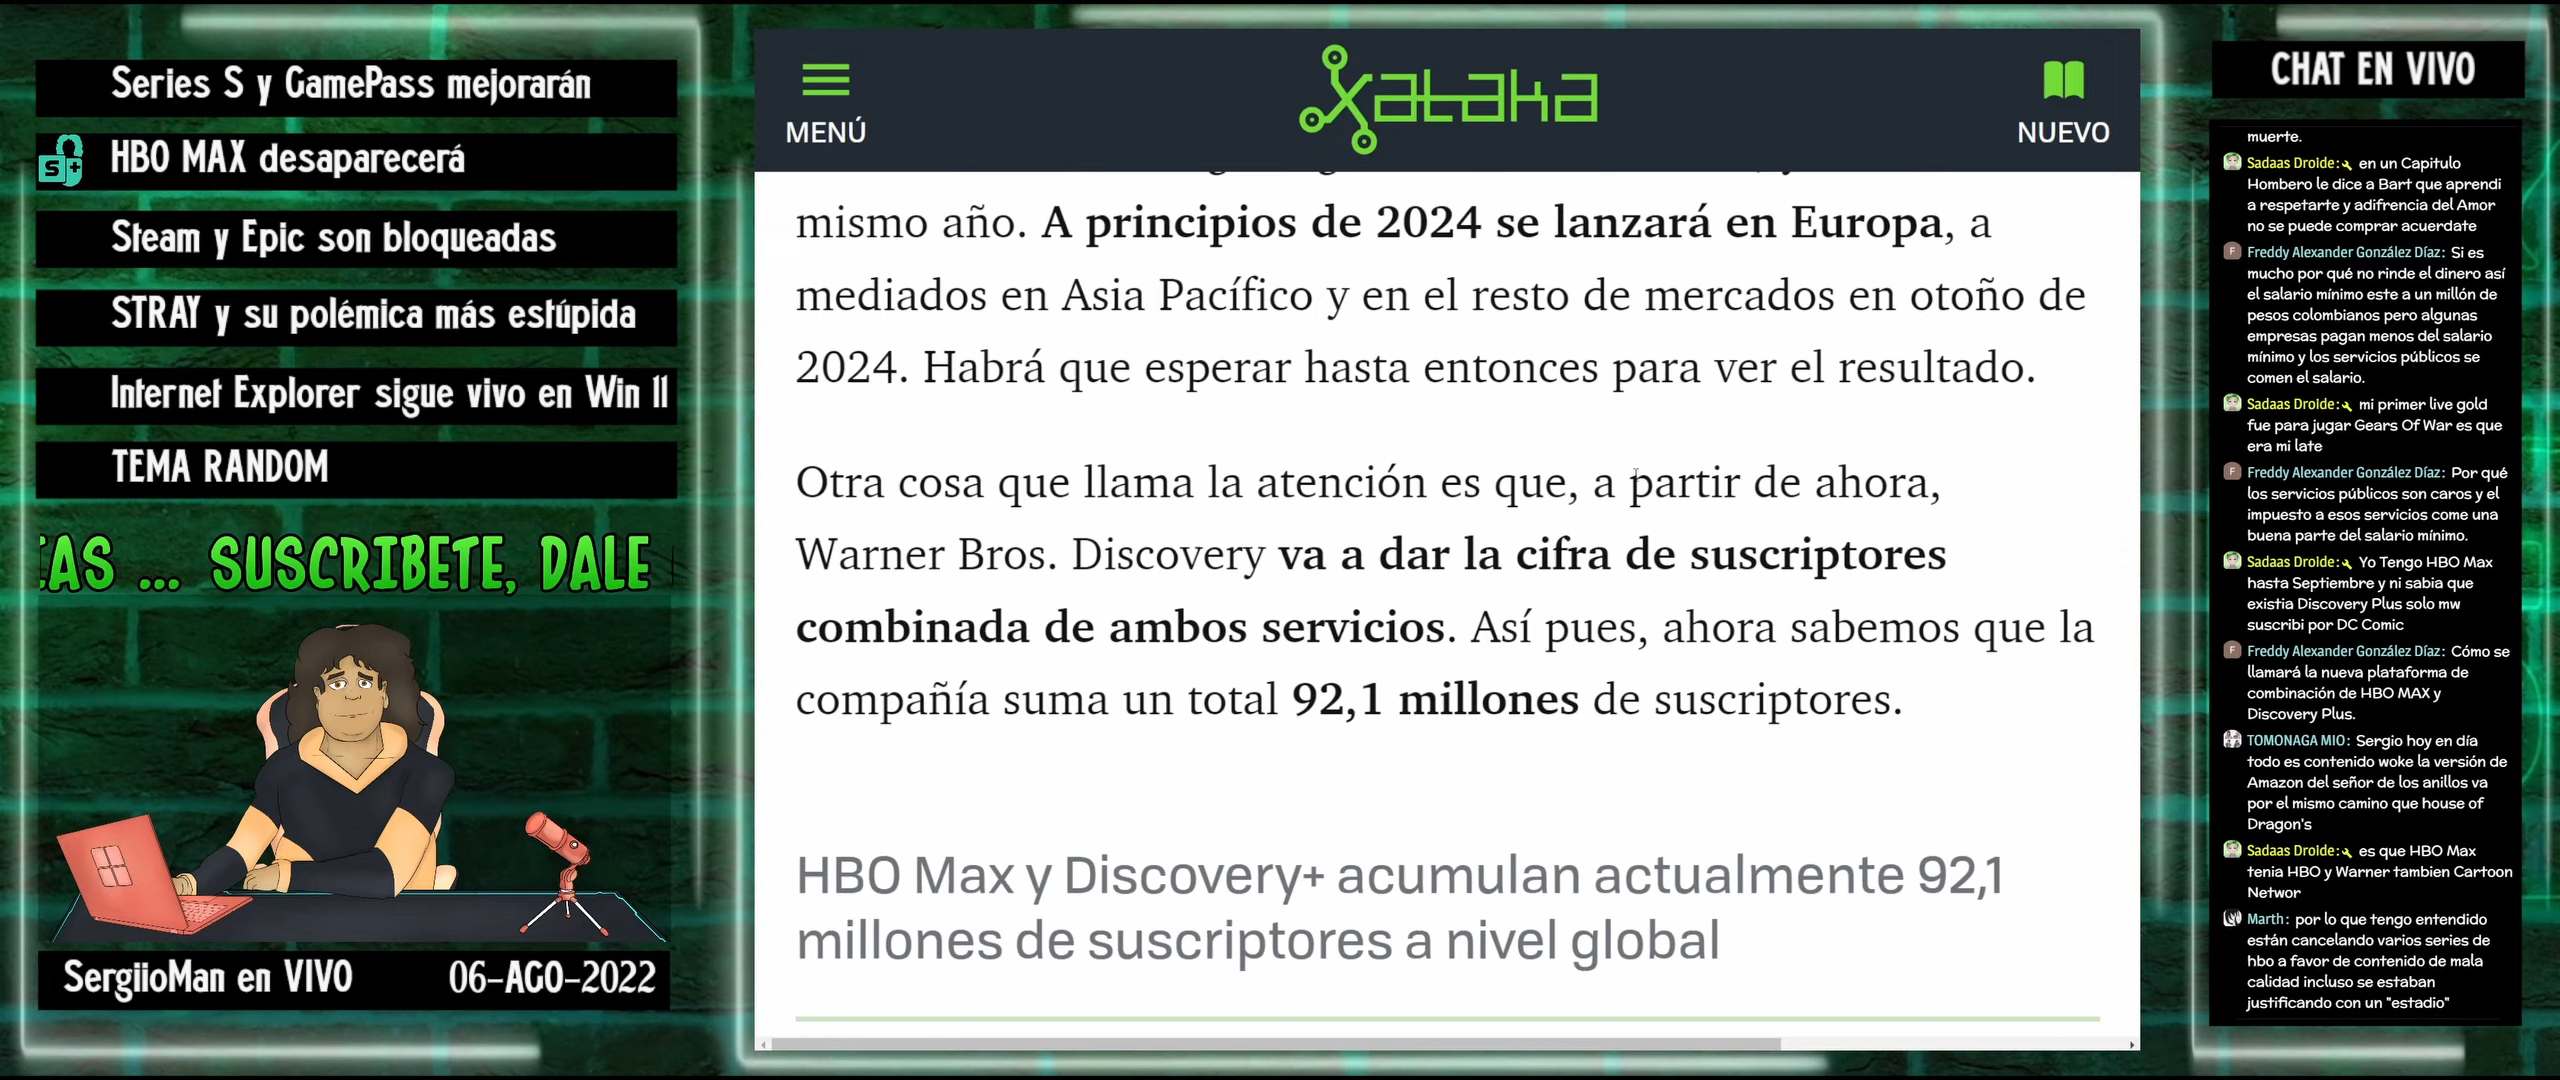 Series S y GamePass mejorarán
HBO MAX desaparecerá
S+
Steam y Epic son bloqueadas
STRAY y su polémica más estúpida
Internet Explorer sigue vivo en Win 11
TEMA RANDOM
... SUSCRIBETE, DALE
SergiioMan en VIVO
06-AGO-2022
MENÚ
xataka
NUEVO
mismo año. A principios de 2024 se lanzará en Europa, a
mediados en Asia Pacífico y en el resto de mercados en otoño de
2024. Habrá que esperar hasta entonces para ver el resultado.
Otra cosa que llama la atención es que, a partir de ahora,
Warner Bros. Discovery va a dar la cifra de suscriptores
combinada de ambos servicios. Así pues, ahora sabemos que la
compañía suma un total 92,1 millones de suscriptores.
HBO Max y Discovery+ acumulan actualmente 92,1
millones de suscriptores a nivel global
CHAT EN VIVO
muerte.
Sadaas Droide: en un Capitulo
Hombero le dice a Bart que aprendi
a respetarte y adifrencia del Amor
no se puede comprar acuerdate
F Freddy Alexander González Díaz: Si es
mucho por qué no rinde el dinero así
el salario mínimo este a un millón de
pesos colombianos pero algunas
empresas pagan menos del salario
mínimo y los servicios públicos se
comen el salario.
Sadaas Droide: mi primer live gold
fue para jugar Gears Of War es que
era mi late
F Freddy Alexander González Díaz: Por qué
los servicios públicos son caros y el
impuesto a esos servicios come una
buena parte del salario mínimo.
Sadaas Droide: Yo Tengo HBO Max
hasta Septiembre y ni sabia que
existia Discovery Plus solo mw
suscribi por DC Comic
F Freddy Alexander González Díaz: Cómo se
llamará la nueva plataforma de
combinación de HBO MAX y
Discovery Plus.
TOMONAGA MIO: Sergio hoy en día
todo es contenido woke la versión de
Amazon del señor de los anillos va
por el mismo camino que house of
Dragon's
Sadaas Droide: es que HBO Max
tenia HBO y Warner tambien Cartoon
Networ
Marth: por lo que tengo entendido
están cancelando varios series de
hbo a favor de contenido de mala
calidad incluso se estaban
justificando con un "estadio"